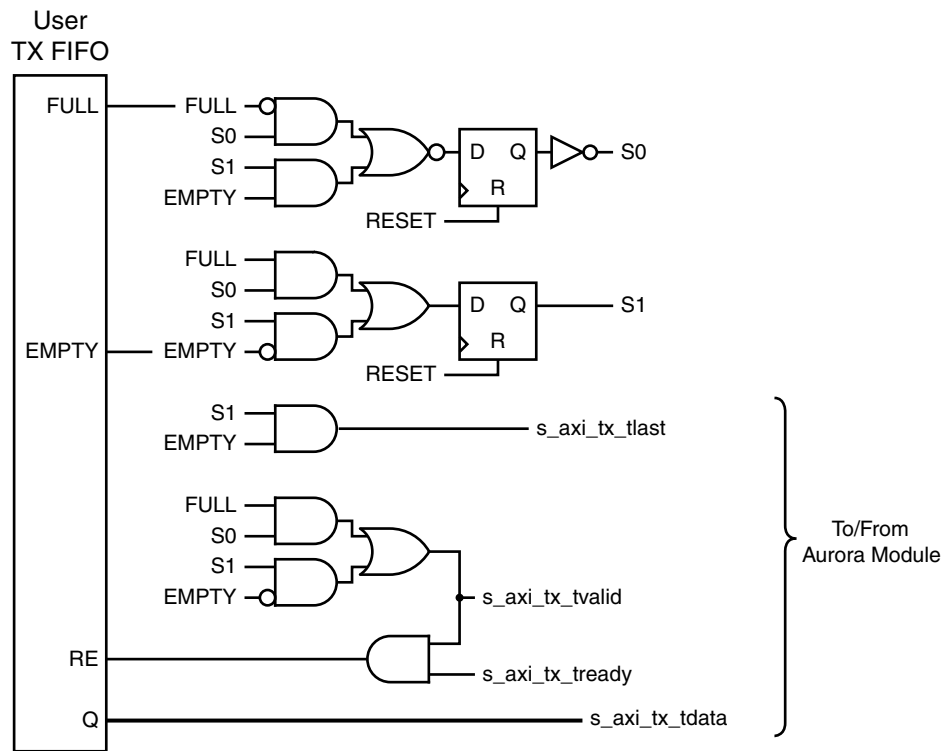 User
TX FIFO
FULL
FULL
S0
S1
EMPTY
D Q
R
S0
RESET
FULL
S0
S1
EMPTY
EMPTY
D Q
R
S1
RESET
S1
EMPTY
s_axi_tx_tlast
FULL
S0
S1
EMPTY
s_axi_tx_tvalid
To/From
Aurora Module
RE
s_axi_tx_tready
Q
s_axi_tx_tdata